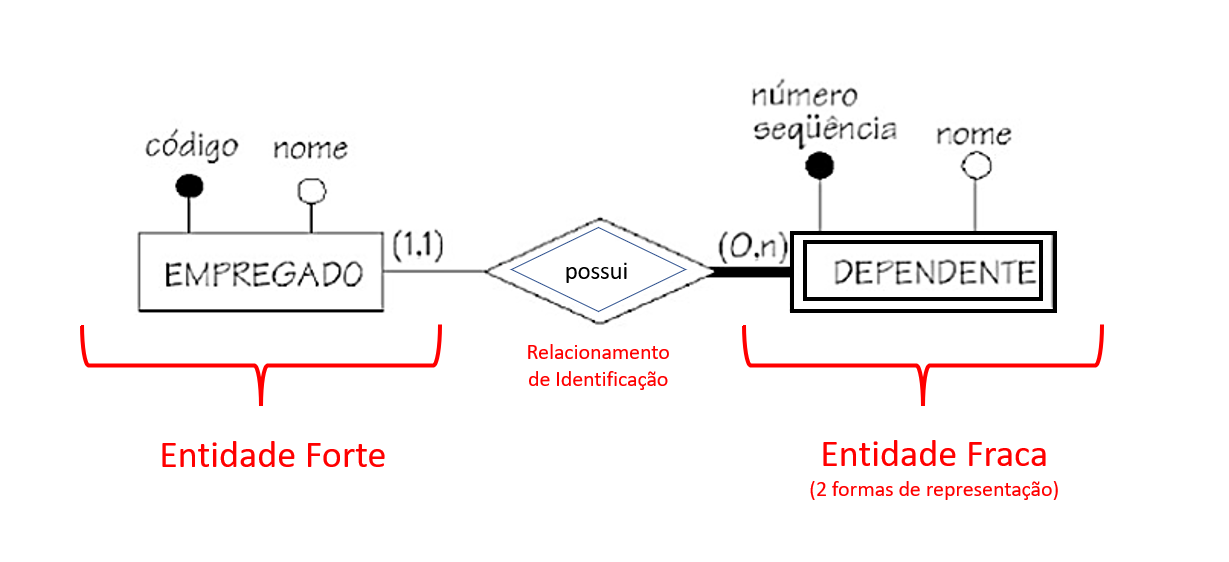 número
seqüência
nome
código
nome
(1,1)
(0,n)
EMPREGADO
possui
DEPENDENTE
Relacionamento
de Identificação
Entidade Forte
Entidade Fraca
(2 formas de representação)